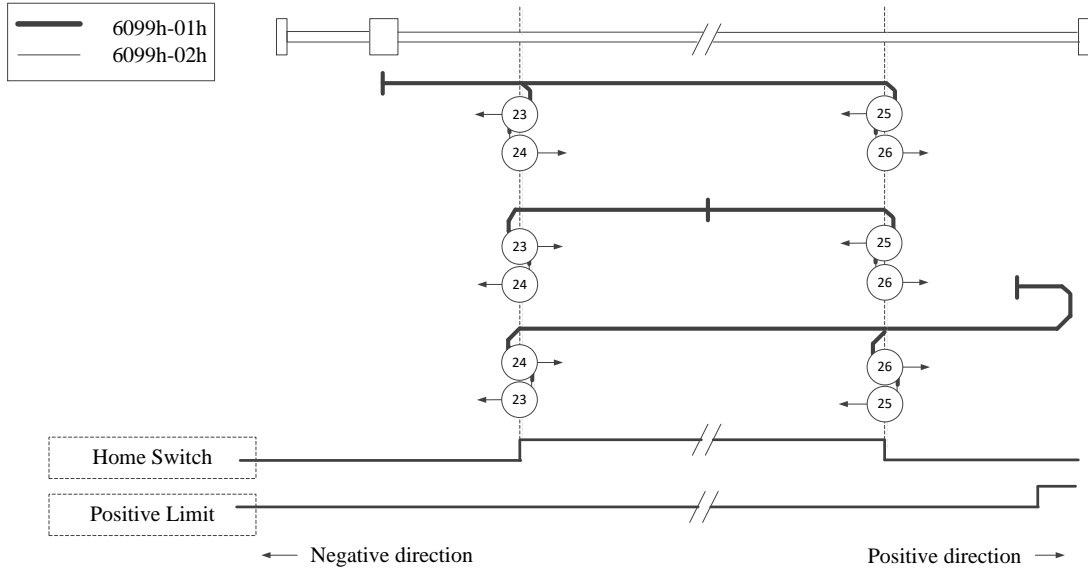 6099h-01h
6099h-02h
23
25
24
26
23
25
24
26
24
26
23
25
Home Switch
Positive Limit
Negative direction
Positive direction